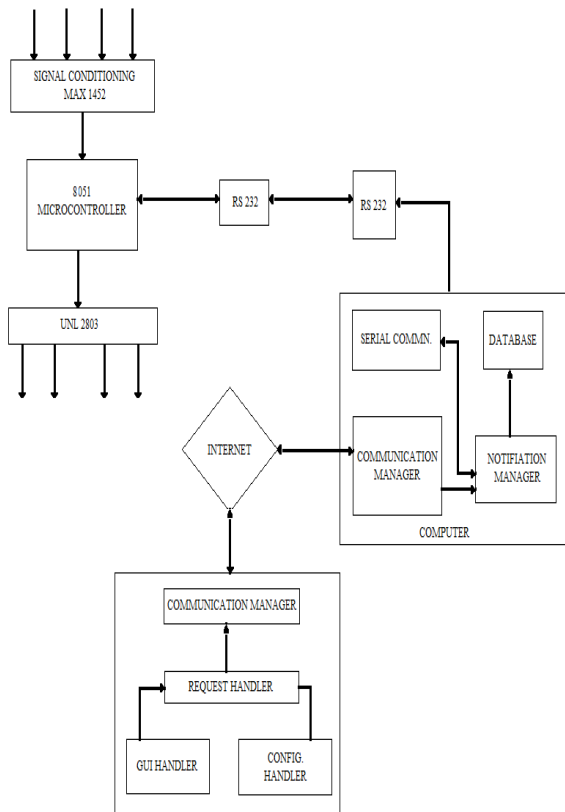 SIGNAL CONDITIONING
MAX 1452
8051
MICROCONTROLLER
RS 232
RS 232
UNL 2803
SERIAL COMMN.
DATABASE
INTERNET
COMMUNICATION
MANAGER
NOTIFIATION
MANAGER
COMPUTER
COMMUNICATION MANAGER
REQUEST HANDLER
GUI HANDLER
CONFIG.
HANDLER